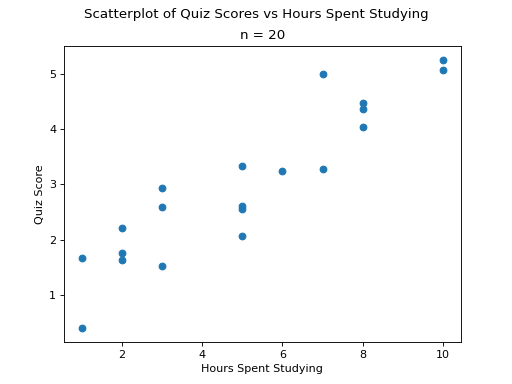 Scatterplot of Quiz Scores vs Hours Spent Studying
n = 20
5
4
3
2
1
Quiz Score
2 4 6 8 10
Hours Spent Studying